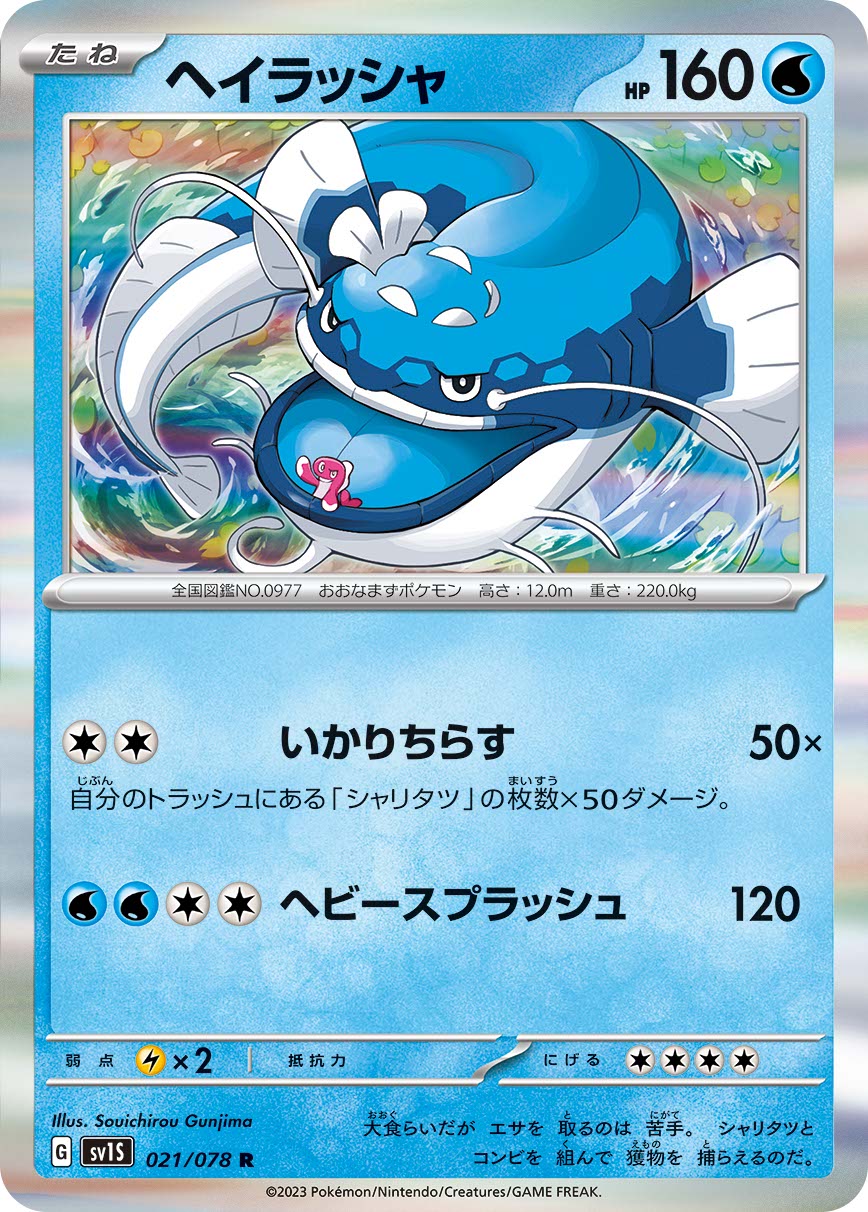 たね ヘイラッシャ HP 160
全国図鑑NO.0977 おおなまずポケモン 高さ：12.0m 重さ：220.0kg
いかりちらす 50×
自分のトラッシュにある「シャリタツ」の枚数×50ダメージ。
ヘビースプラッシュ 120
弱点 ×2 抵抗力 にげる
Illus. Souichirou Gunjima
大食らいだが エサを 取るのは 苦手。 シャリタツと
コンビを 組んで 獲物を 捕らえるのだ。
G sv1S 021/078 R
©2023 Pokémon/Nintendo/Creatures/GAME FREAK.